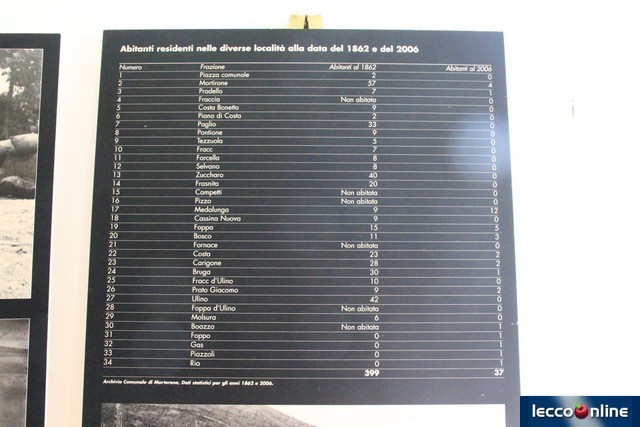 Abitanti residenti nelle diverse località alla data del 1862 e del 2006
Numero Frazione Abitanti al 1862 Abitanti al 2006
1 Piazza comunale 2 0
2 Mortirone 57 4
3 Pradello 7 1
4 Fraccia Non abitata 0
5 Costa Bonetto 9 0
6 Piano di Costa 2 0
7 Paglio 33 0
8 Pantione 9 0
9 Tezzuola 5 0
10 Fracc 7 0
11 Forcella 8 0
12 Selvano 8 0
13 Zuccharo 40 0
14 Frasnita 20 0
15 Campetti Non abitata 0
16 Pizzo Non abitata 0
17 Medalunga 9 12
18 Cassina Nuova 9 0
19 Foppa 15 5
20 Bosco 11 3
21 Fornace Non abitata 0
22 Costa 23 2
23 Carigone 28 2
24 Bruga 30 1
25 Fracc d'Ulino 10 0
26 Prato Giacomo 9 2
27 Ulino 42 0
28 Foppa d'Ulino Non abitata 0
29 Molsura 6 0
30 Boazzo Non abitata 1
31 Foppo 0 1
32 Gas 0 1
33 Piazzoli 0 1
34 Ria 0 1
399 37
Archivio Comunale di Morterone, Dati statistici per gli anni 1862 e 2006.
lecco online